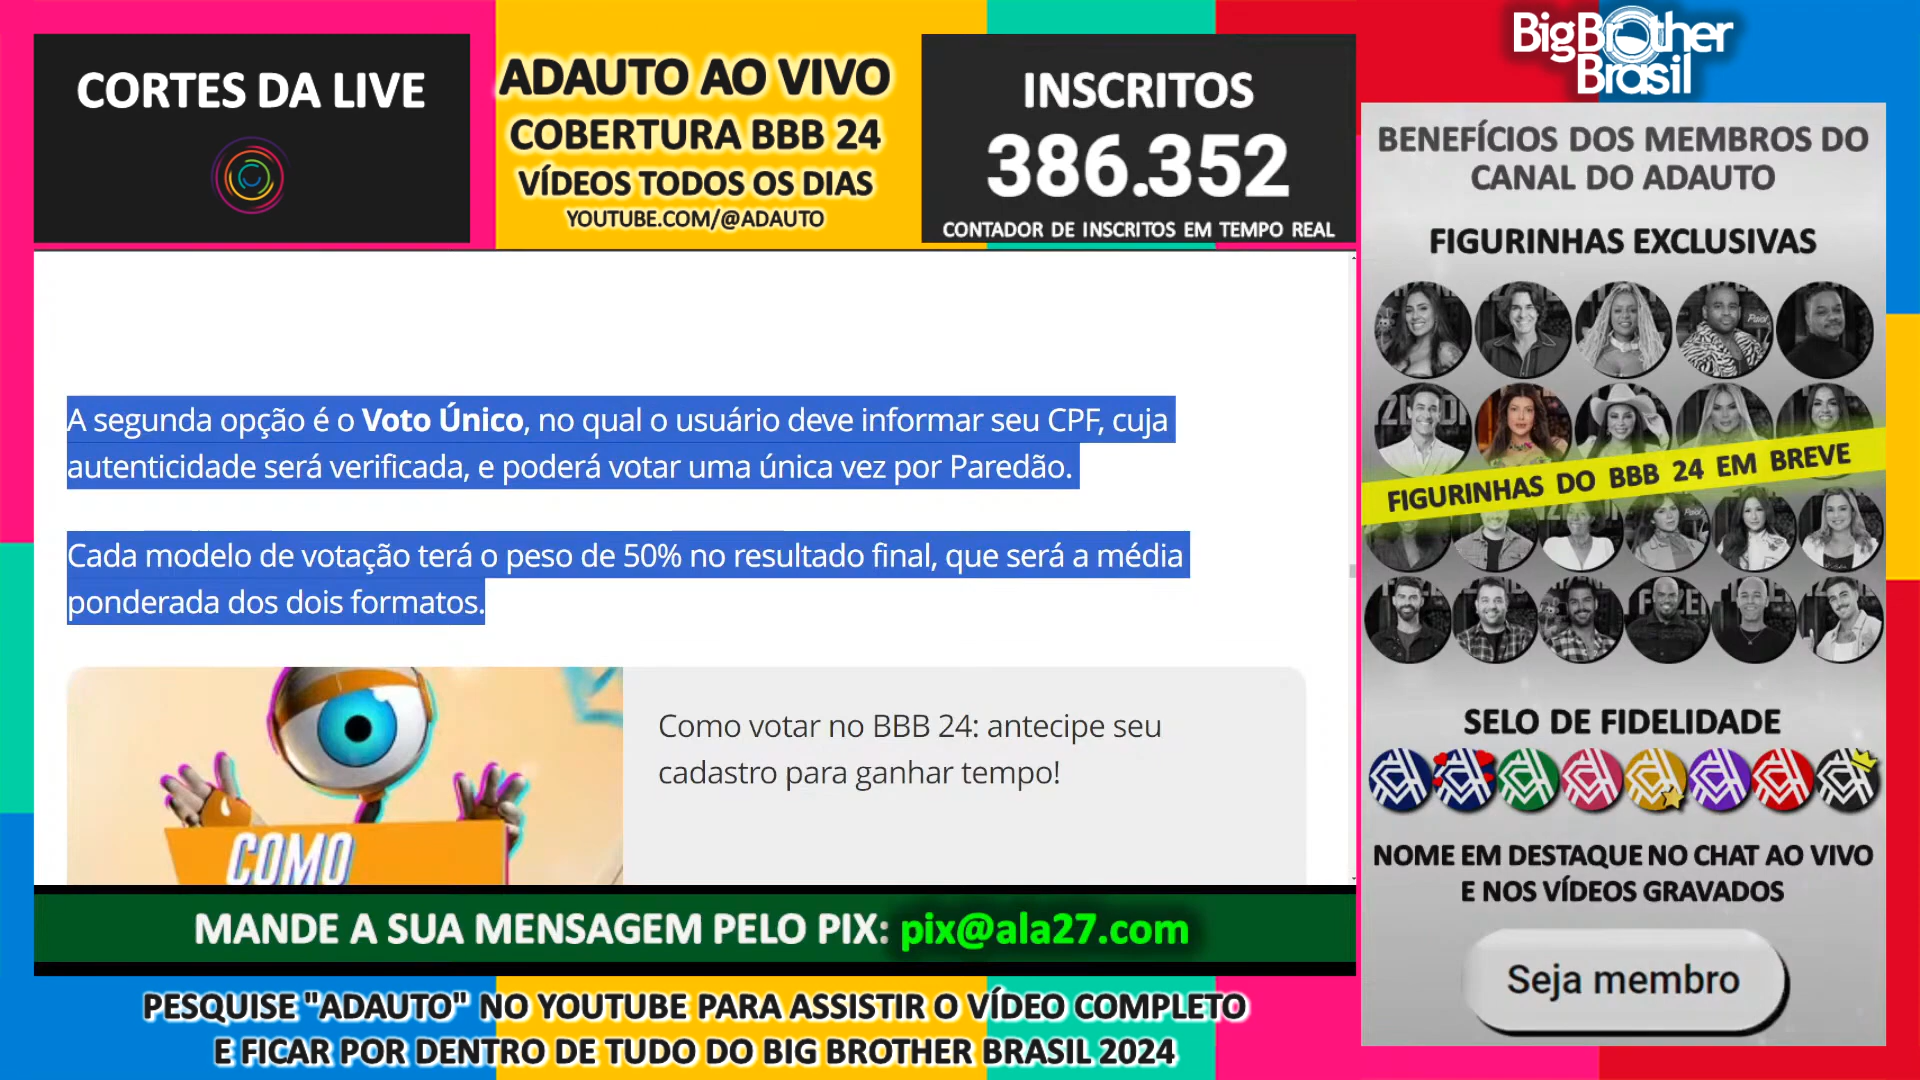 CORTES DA LIVE
ADAUTO AO VIVO
COBERTURA BBB 24
VÍDEOS TODOS OS DIAS
YOUTUBE.COM/@ADAUTO
INSCRITOS
386.352
CONTADOR DE INSCRITOS EM TEMPO REAL
BigBrother
Brasil
BENEFÍCIOS DOS MEMBROS DO
CANAL DO ADAUTO
FIGURINHAS EXCLUSIVAS
FIGURINHAS DO BBB 24 EM BREVE
SELO DE FIDELIDADE
NOME EM DESTAQUE NO CHAT AO VIVO
E NOS VÍDEOS GRAVADOS
Seja membro
A segunda opção é o Voto Único, no qual o usuário deve informar seu CPF, cuja
autenticidade será verificada, e poderá votar uma única vez por Paredão.
Cada modelo de votação terá o peso de 50% no resultado final, que será a média
ponderada dos dois formatos.
COMO
Como votar no BBB 24: antecipe seu
cadastro para ganhar tempo!
MANDE A SUA MENSAGEM PELO PIX: pix@ala27.com
PESQUISE "ADAUTO" NO YOUTUBE PARA ASSISTIR O VÍDEO COMPLETO
E FICAR POR DENTRO DE TUDO DO BIG BROTHER BRASIL 2024